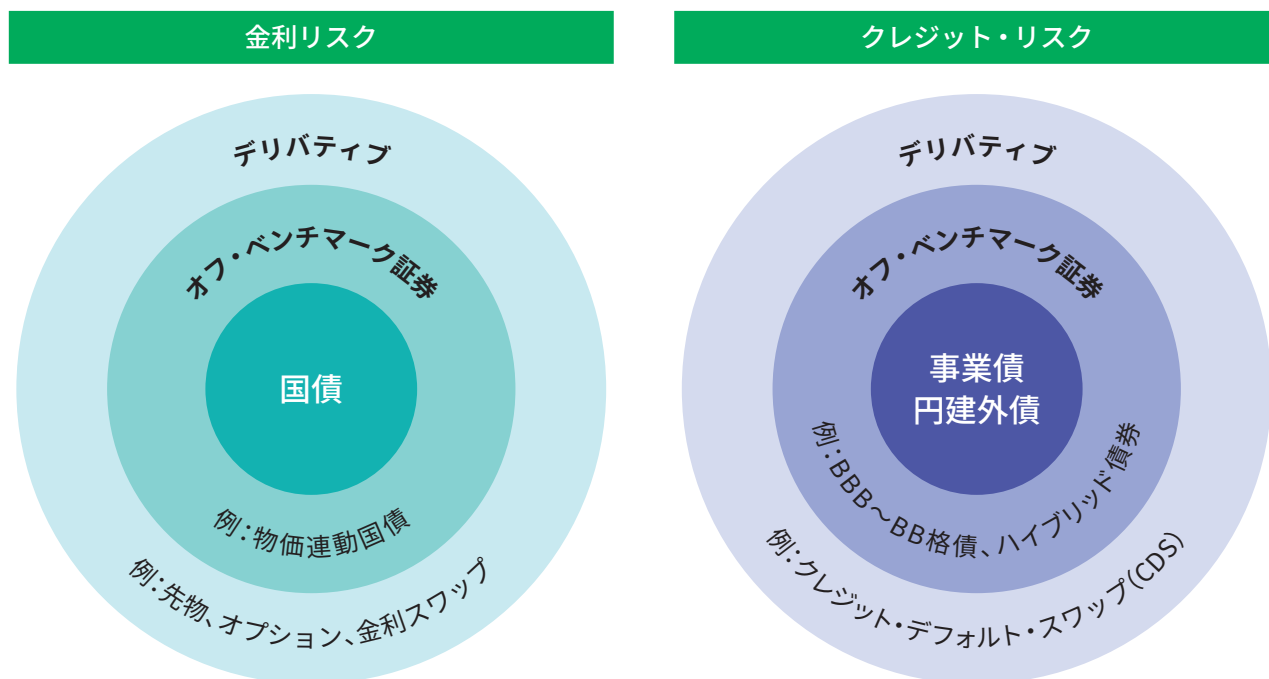 金利リスク
デリバティブ
オフ・ベンチマーク証券
国債
例：物価連動国債
例：先物、オプション、金利スワップ
クレジット・リスク
デリバティブ
オフ・ベンチマーク証券
事業債
円建外債
例：BBB～BB格債、ハイブリッド債券
例：クレジット・デフォルト・スワップ(CDS)